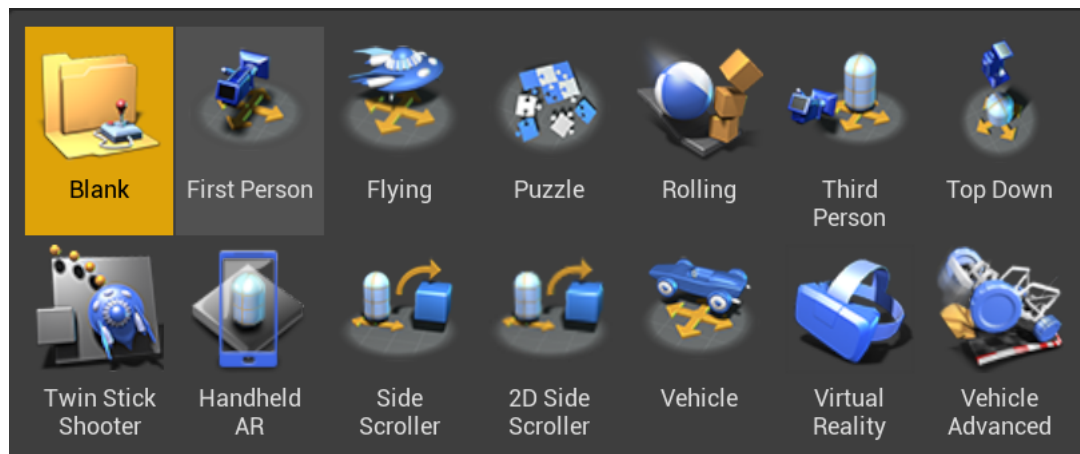 Blank
First Person
Flying
Puzzle
Rolling
Third
Person
Top Down
Twin Stick
Shooter
Handheld
AR
Side
Scroller
2D Side
Scroller
Vehicle
Virtual
Reality
Vehicle
Advanced